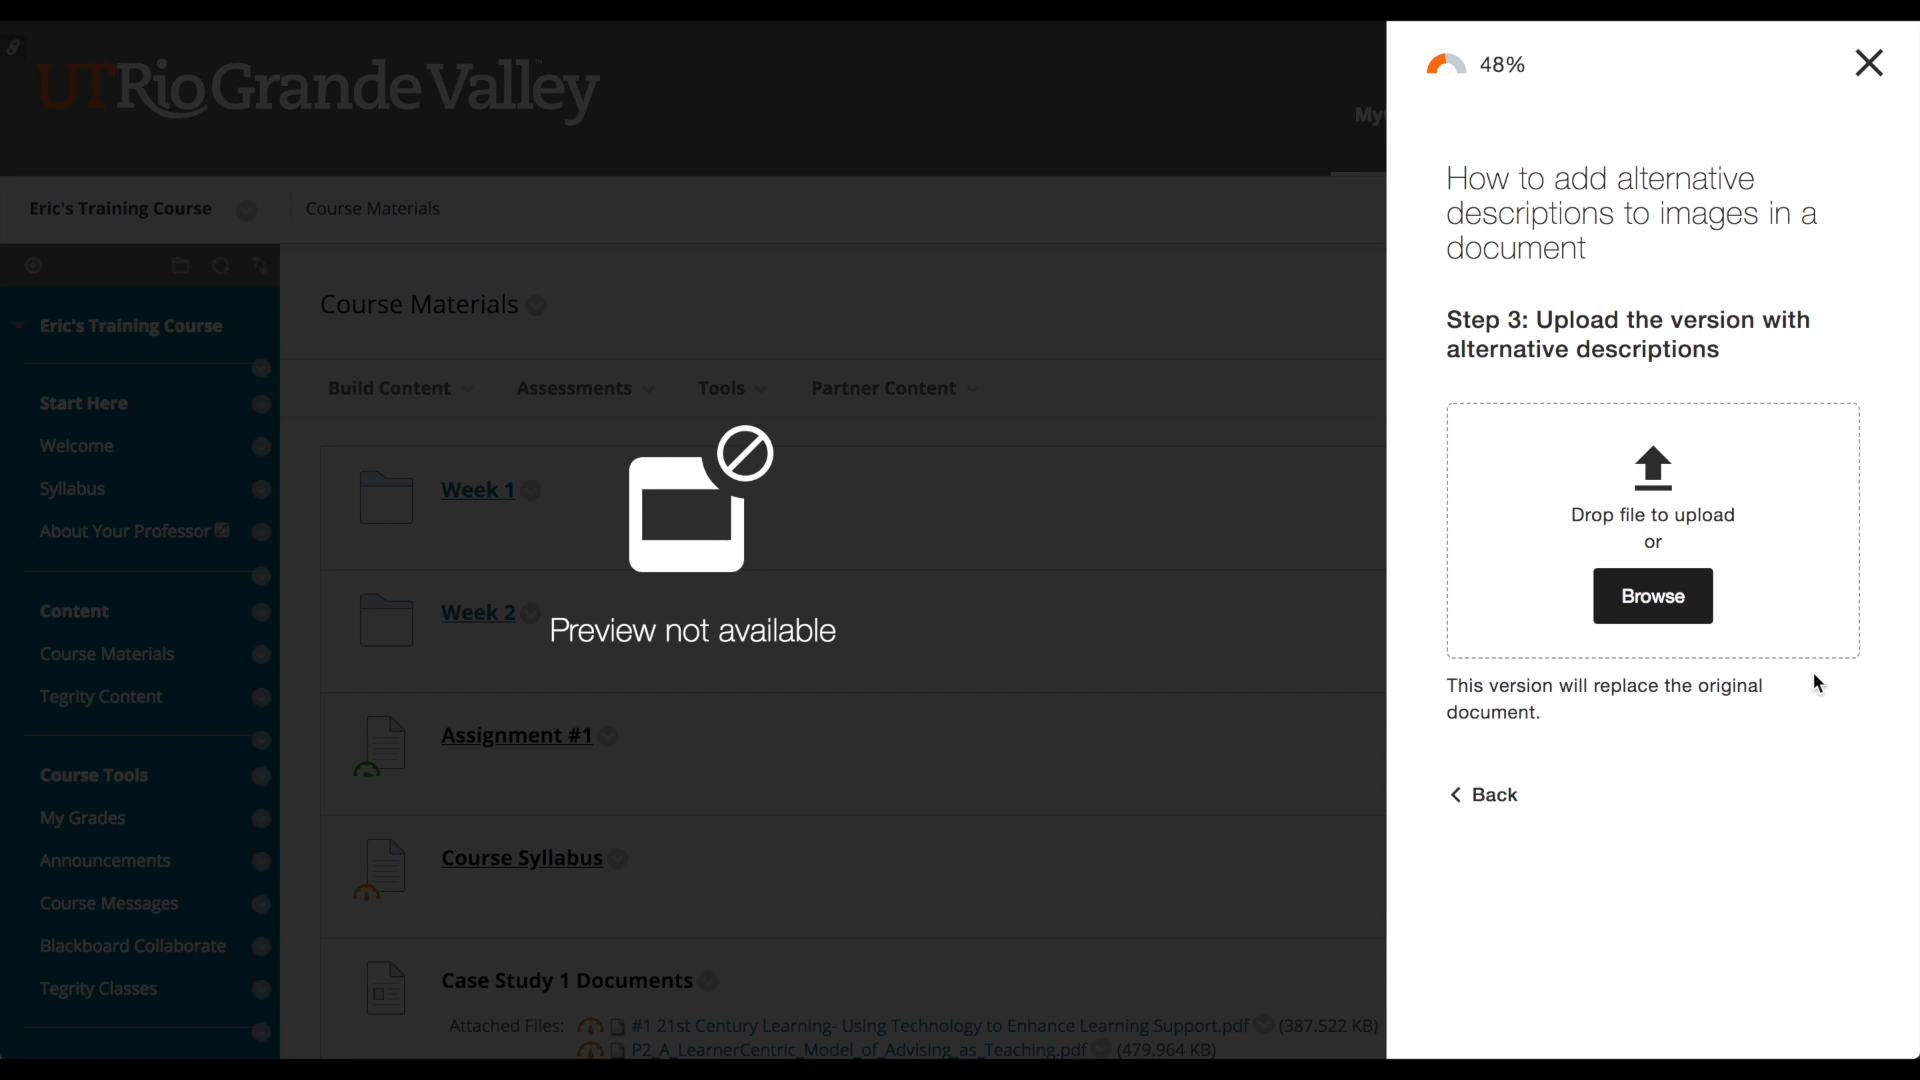 UTRioGrandeValley™
My
Eric's Training Course
Course Materials
Eric's Training Course
Start Here
Welcome
Syllabus
About Your Professor
Content
Course Materials
Tegrity Content
Course Tools
My Grades
Announcements
Course Messages
Blackboard Collaborate
Tegrity Classes
Course Materials
Build Content
Assessments
Tools
Partner Content
Week 1
Week 2
Preview not available
Assignment #1
Course Syllabus
Case Study 1 Documents
Attached Files: #1 21st Century Learning- Using Technology to Enhance Learning Support.pdf (387.522 KB)
P2_A_LearnerCentric_Model_of_Advising_as_Teaching.pdf (479.964 KB)
48%
How to add alternative
descriptions to images in a
document
Step 3: Upload the version with
alternative descriptions
Drop file to upload
or
Browse
This version will replace the original
document.
Back